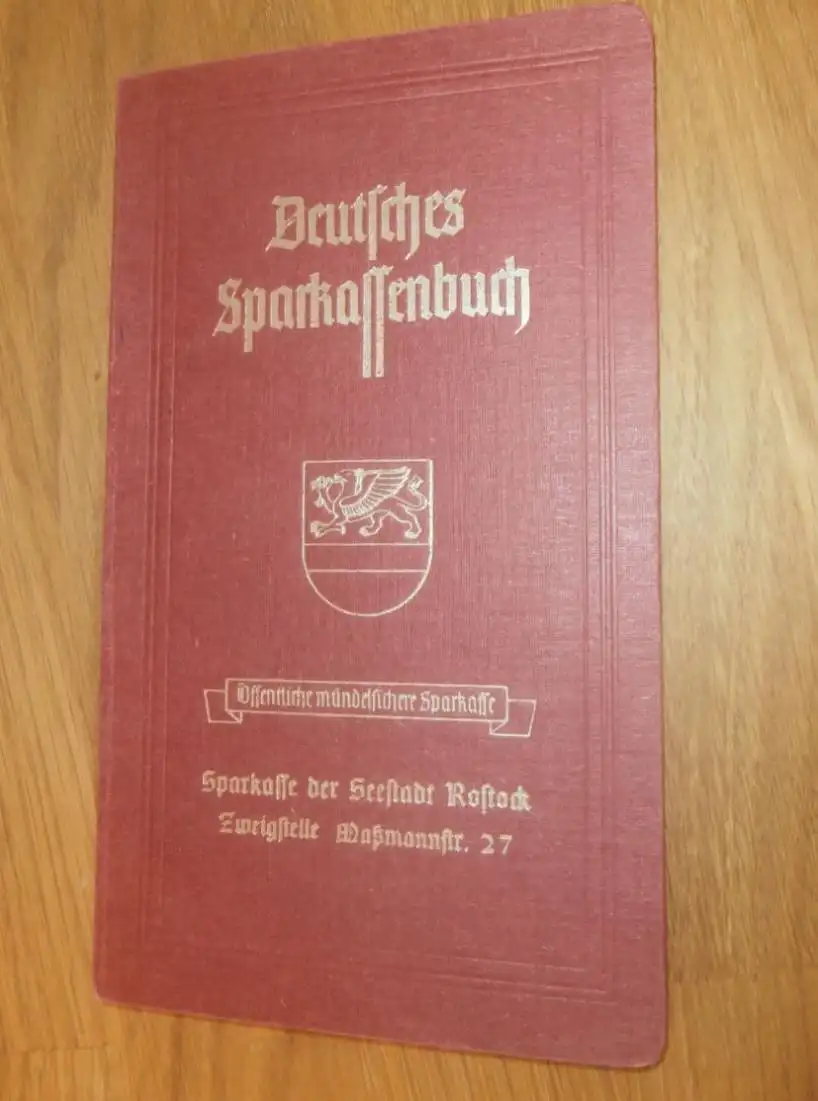 Deutsches
Sparkassenbuch
Öffentliche mündelsichere Sparkasse
Sparkasse der Seestadt Rostock
Zweigstelle Maßmannstr. 27